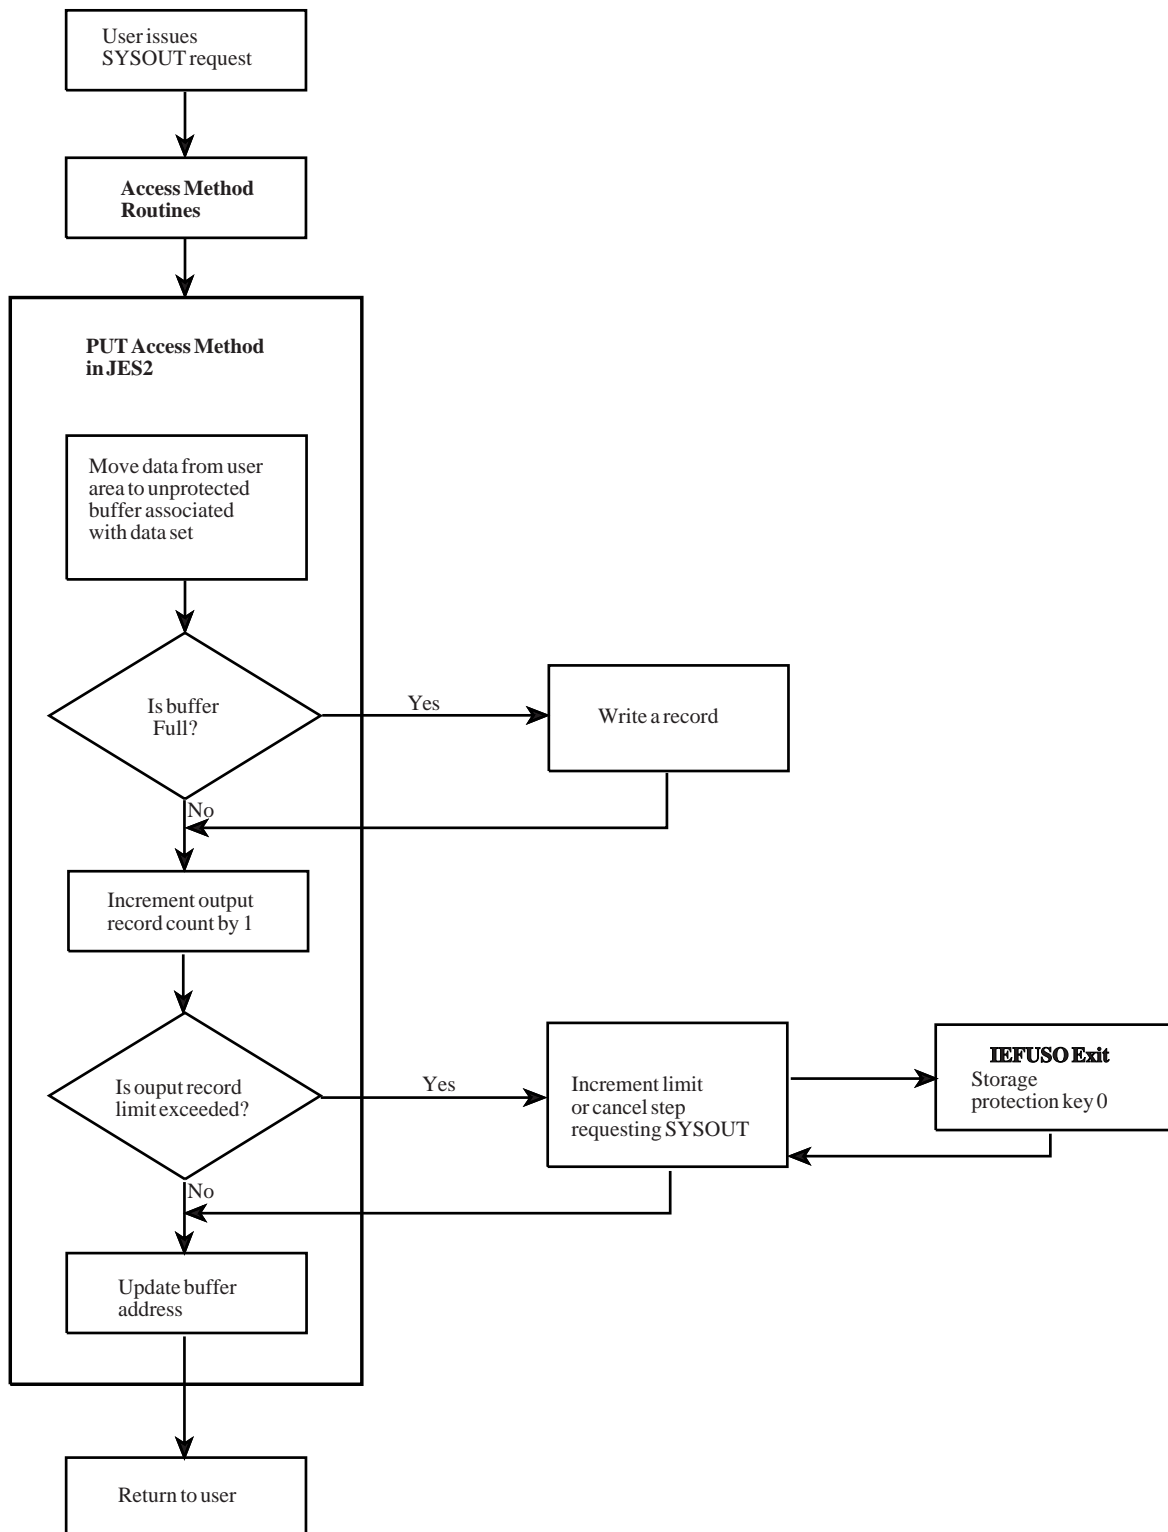 User issues
SYSOUT request
Access Method
Routines
PUT Access Method
in JES2
Move data from user
area to unprotected
buffer associated
with data set
Is buffer
Full?
Yes
Write a record
No
Increment output
record count by 1
Is ouput record
limit exceeded?
Yes
Increment limit
or cancel step
requesting SYSOUT
IEFUSO Exit
Storage
protection key 0
No
Update buffer
address
Return to user